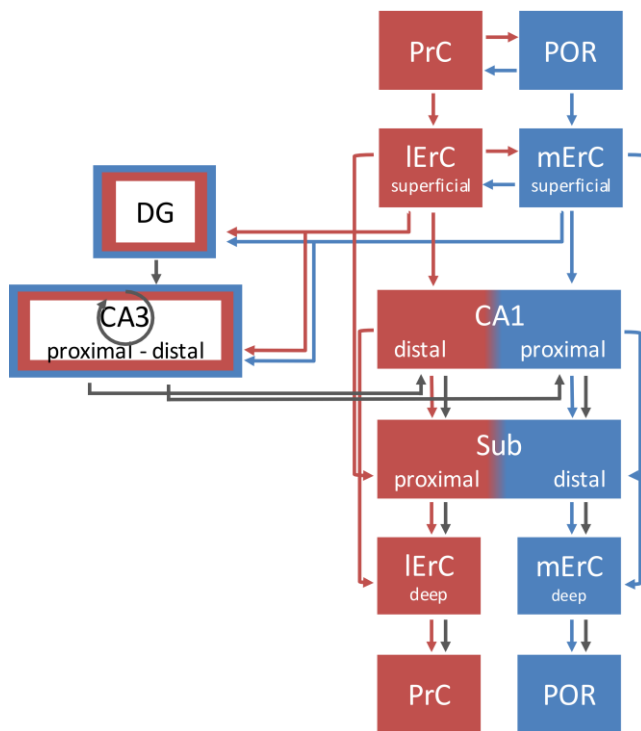 PrC
POR
lErC
superficial
mErC
superficial
DG
CA3
proximal - distal
CA1
distal
proximal
Sub
proximal
distal
lErC
deep
mErC
deep
PrC
POR